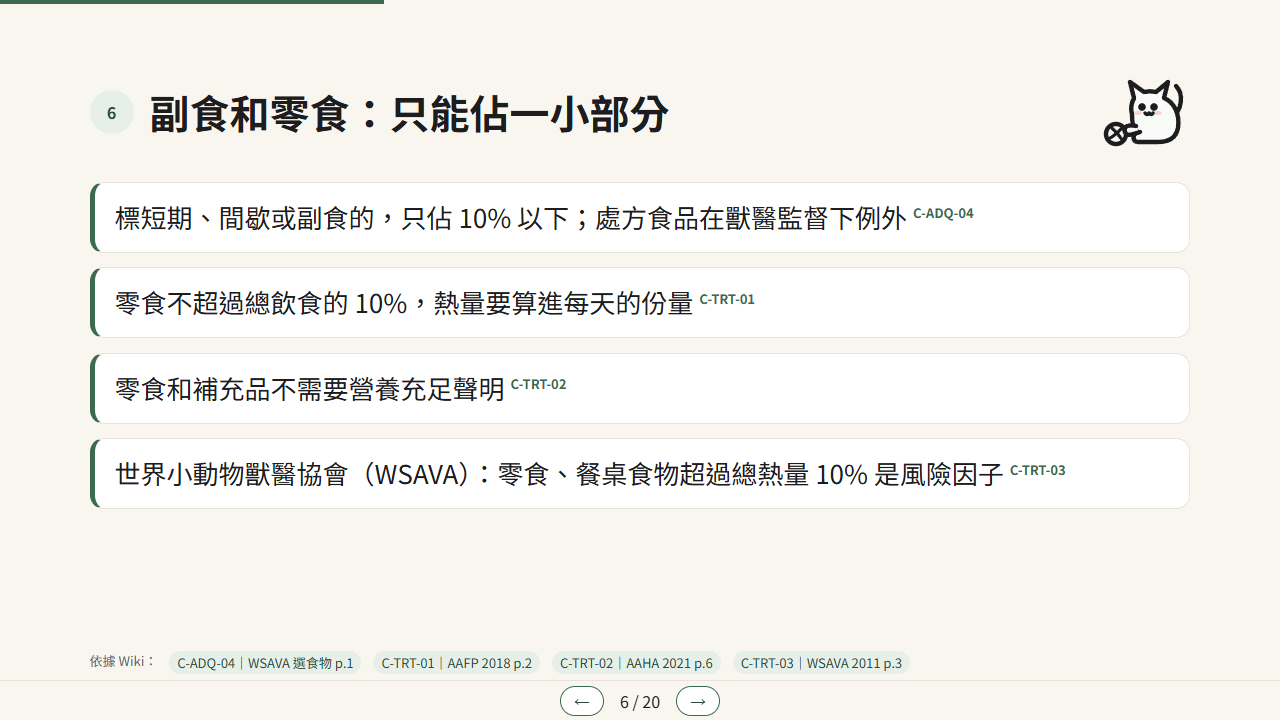 6
副食和零食：只能佔一小部分
標短期、間歇或副食的，只佔 10% 以下；處方食品在獸醫監督下例外 C-ADQ-04
零食不超過總飲食的 10%，熱量要算進每天的份量 C-TRT-01
零食和補充品不需要營養充足聲明 C-TRT-02
世界小動物獸醫協會（WSAVA）：零食、餐桌食物超過總熱量 10% 是風險因子 C-TRT-03
依據 Wiki： C-ADQ-04｜WSAVA 選食物 p.1 C-TRT-01｜AAFP 2018 p.2 C-TRT-02｜AAHA 2021 p.6 C-TRT-03｜WSAVA 2011 p.3
← 6 / 20 →